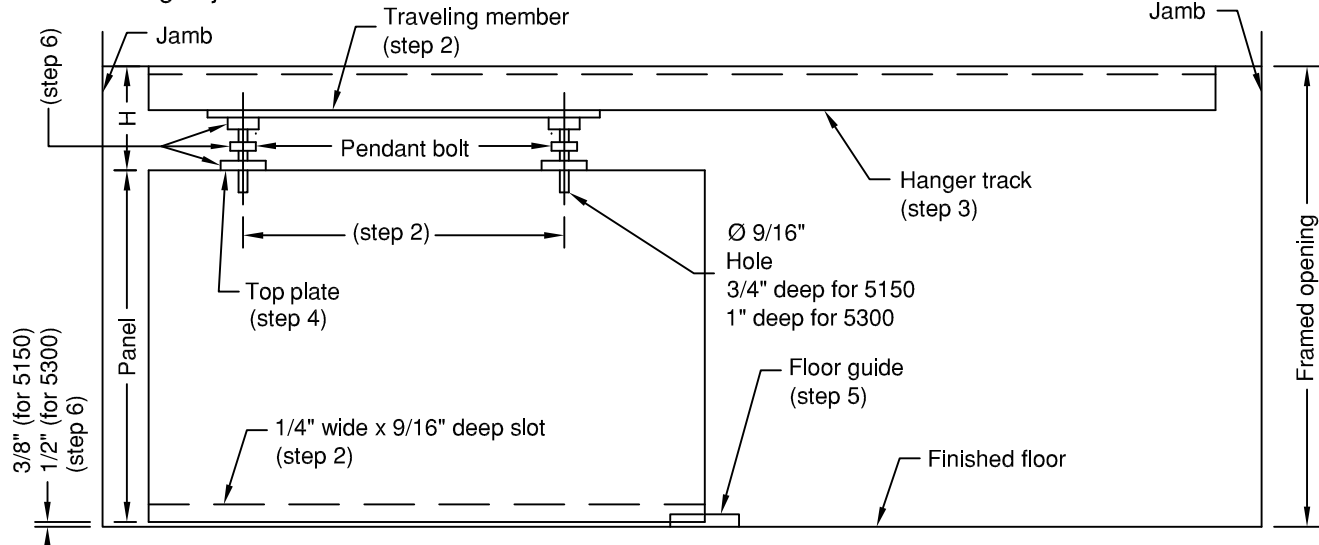 Jamb
Traveling member
(step 2)
Jamb
(step 6)
H
Pendant bolt
Hanger track
(step 3)
(step 2)
Ø 9/16"
Hole
3/4" deep for 5150
1" deep for 5300
Top plate
(step 4)
Panel
Framed opening
Floor guide
(step 5)
3/8" (for 5150)
1/2" (for 5300)
(step 6)
1/4" wide x 9/16" deep slot
(step 2)
Finished floor